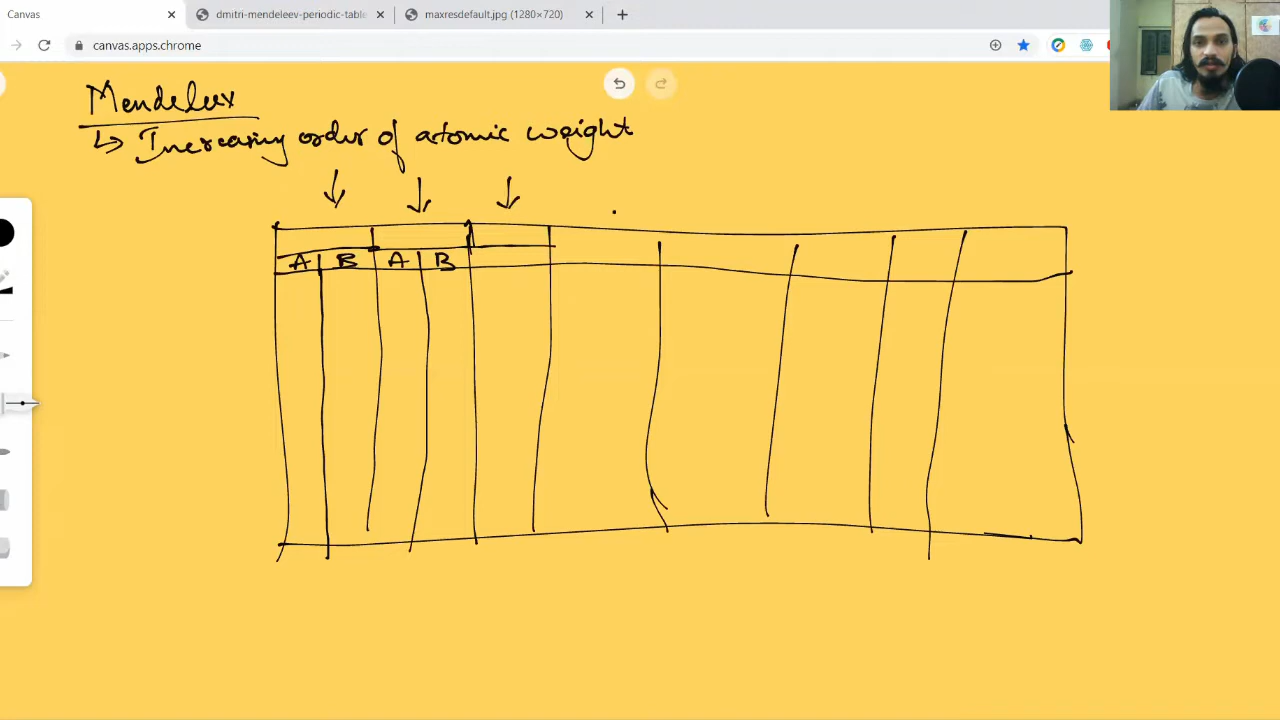 Canvas
dmitri-mendeleev-periodic-table
maxresdefault.jpg (1280×720)
canvas.apps.chrome
Mendeleev
↳ Increasing order of atomic weight
A B A B